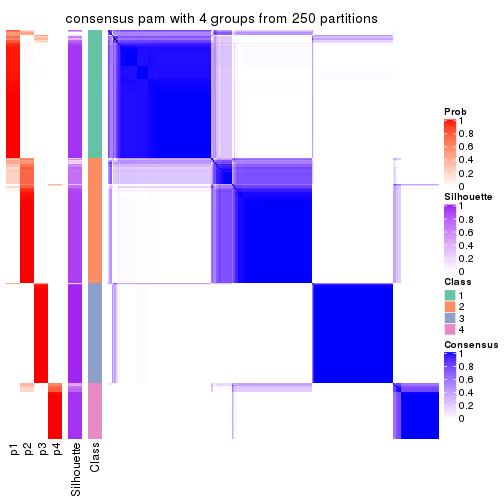 consensus pam with 4 groups from 250 partitions
Prob
1
0.8
0.6
0.4
0.2
0
Silhouette
1
0.8
0.6
0.4
0.2
0
Class
1
2
3
4
Consensus
1
0.8
0.6
0.4
0.2
0
p1
p2
p3
p4
Silhouette
Class